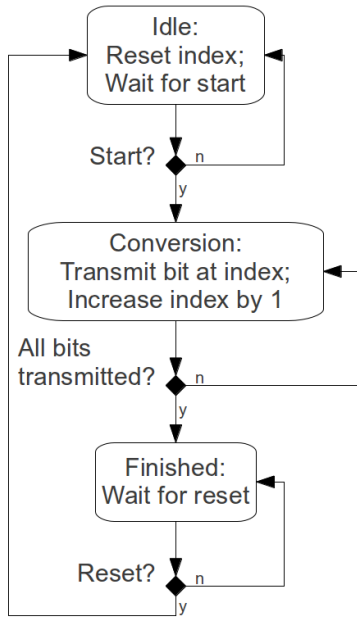 Idle:
Reset index;
Wait for start
Start?
n
y
Conversion:
Transmit bit at index;
Increase index by 1
All bits
transmitted?
n
y
Finished:
Wait for reset
Reset?
n
y